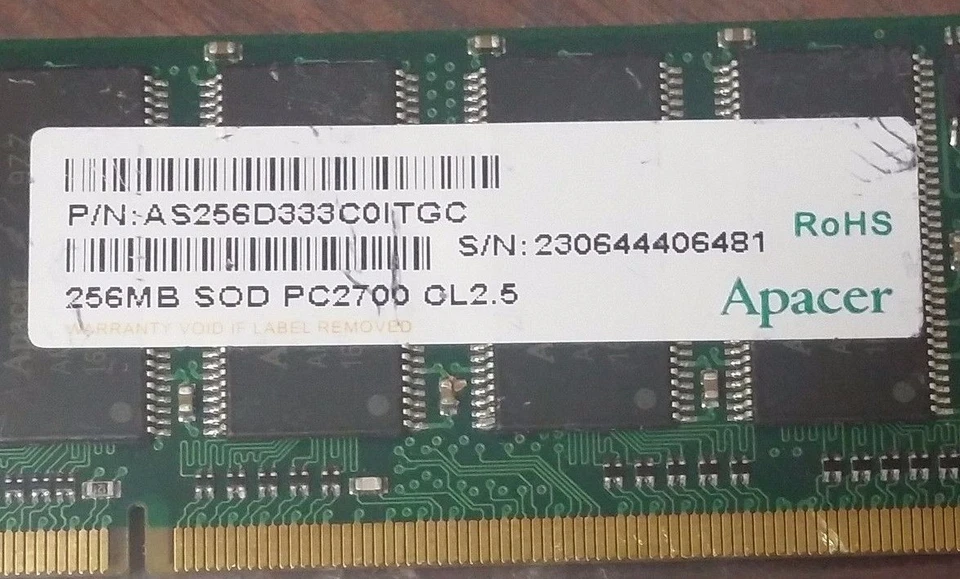 P/N:AS256D333C0ITGC
S/N:230644406481
RoHS
256MB SOD PC2700 CL2.5
Apacer
WARRANTY VOID IF LABEL REMOVED